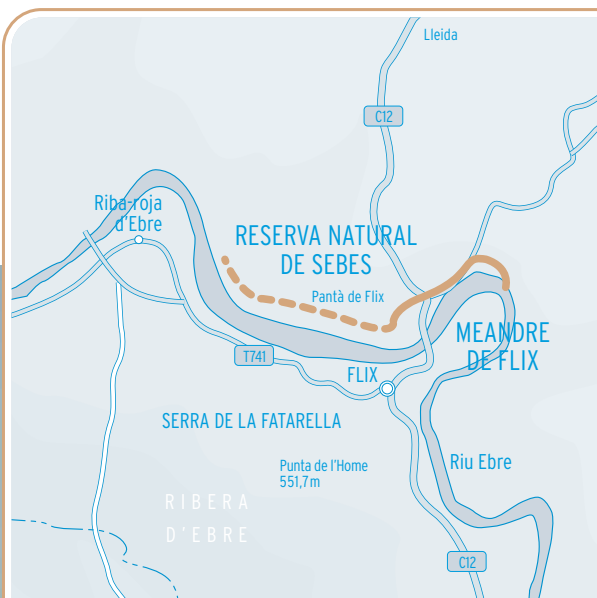 Lleida
C12
Riba-roja
d'Ebre
RESERVA NATURAL
DE SEBES
Pantà de Flix
MEANDRE
DE FLIX
T741
FLIX
SERRA DE LA FATARELLA
Punta de l'Home
551,7 m
Riu Ebre
RIBERA
D'EBRE
C12